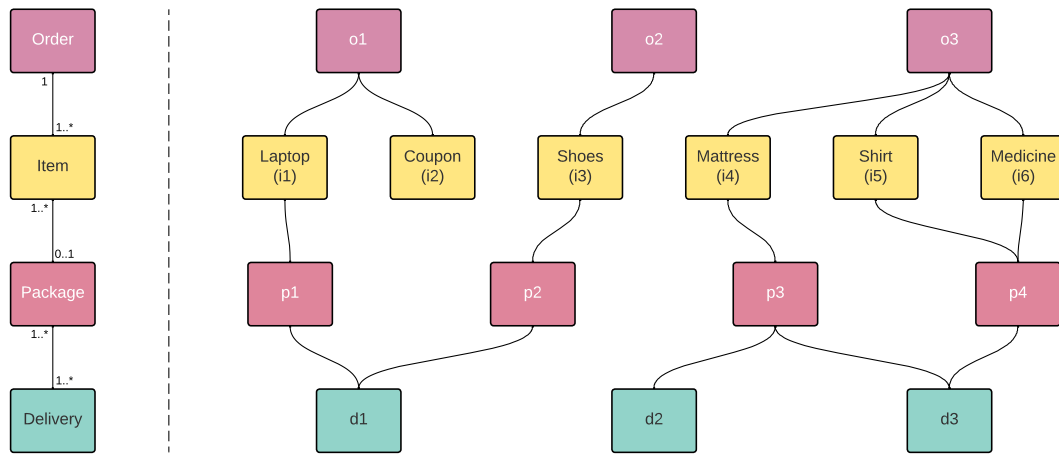 Order
o1
o2
o3
1
1..*
Item
Laptop
(i1)
Coupon
(i2)
Shoes
(i3)
Mattress
(i4)
Shirt
(i5)
Medicine
(i6)
1..*
0..1
Package
p1
p2
p3
p4
1..*
1..*
Delivery
d1
d2
d3